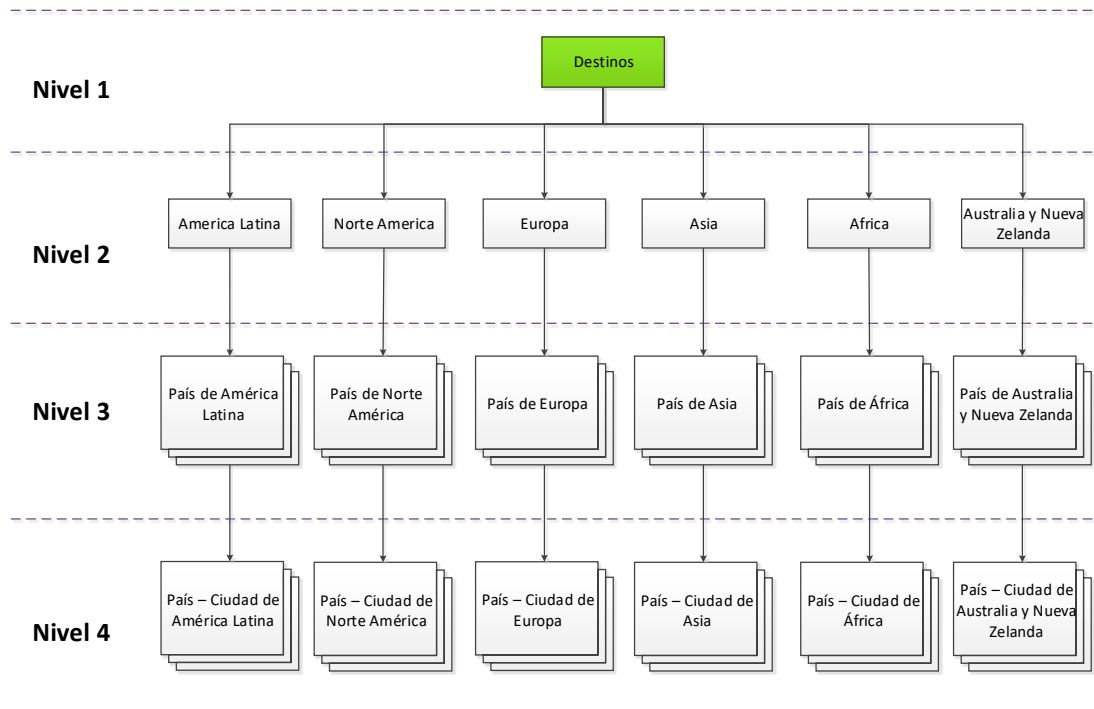 Nivel 1
Destinos
Nivel 2
America Latina
Norte America
Europa
Asia
Africa
Australia y Nueva
Zelanda
Nivel 3
País de América
Latina
País de Norte
América
País de Europa
País de Asia
País de África
País de Australia
y Nueva Zelanda
Nivel 4
País – Ciudad de
América Latina
País – Ciudad de
Norte América
País – Ciudad de
Europa
País – Ciudad de
Asia
País – Ciudad de
África
País – Ciudad de
Australia y Nueva
Zelanda